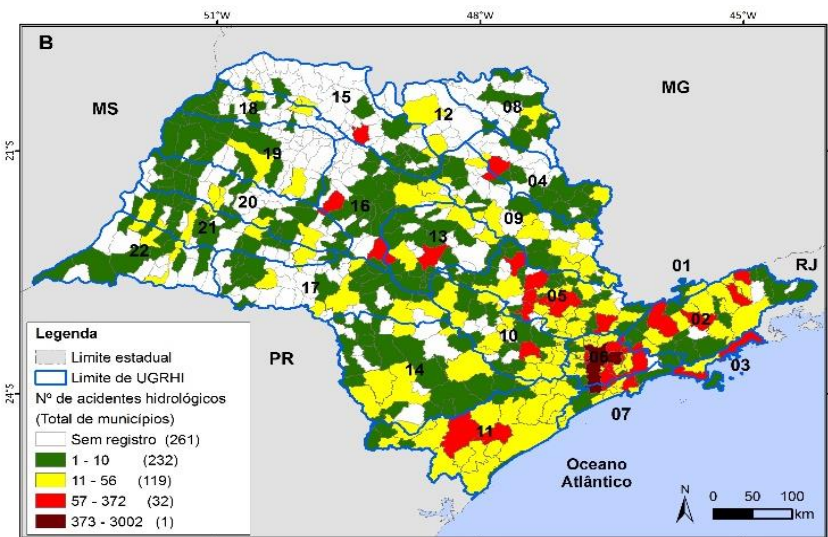 51°W 48°W 45°W
B
MG
MS
15
18
12
08
21°S
19
04
20
16
09
21
13
22
17
01
RJ
05
02
10
Legenda
Limite estadual
Limite de UGRHI
Nº de acidentes hidrológicos
(Total de municípios)
Sem registro (261)
1 - 10 (232)
11 - 56 (119)
57 - 372 (32)
373 - 3002 (1)
PR
06
14
03
24°S
07
11
Oceano
Atlântico
N
0 50 100
km